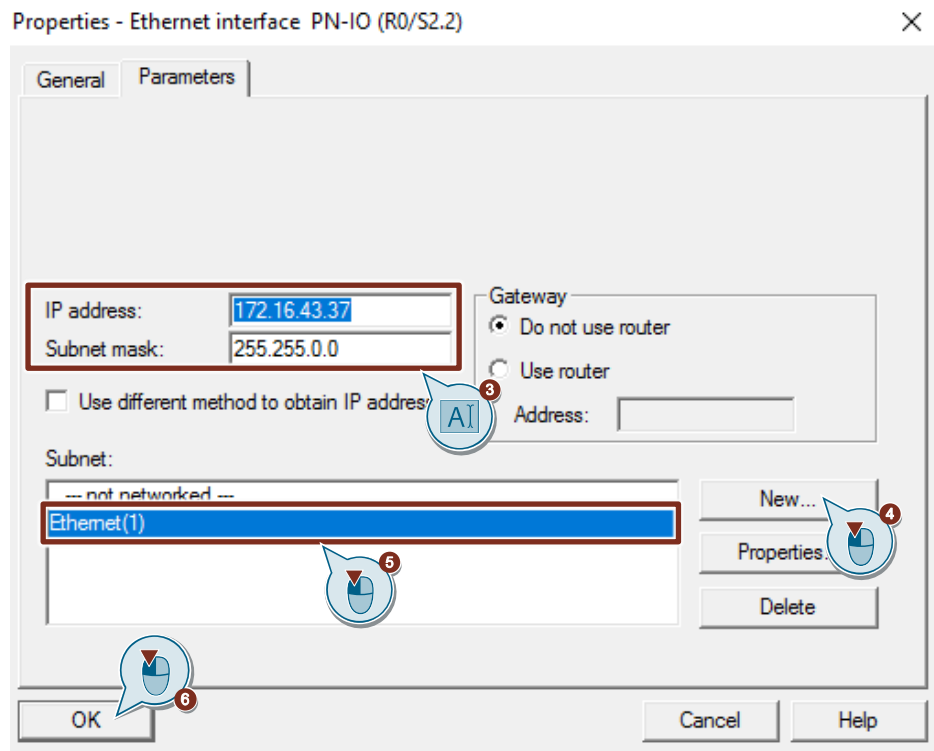 Properties - Ethernet interface PN-IO (R0/S2.2)
General
Parameters
IP address:
172.16.43.37
Subnet mask:
255.255.0.0
Gateway
Do not use router
Use router
Address:
3
A
Use different method to obtain IP addres
Subnet:
--- not networked ---
Ethernet(1)
New...
4
Properties.
5
Delete
6
OK
Cancel
Help